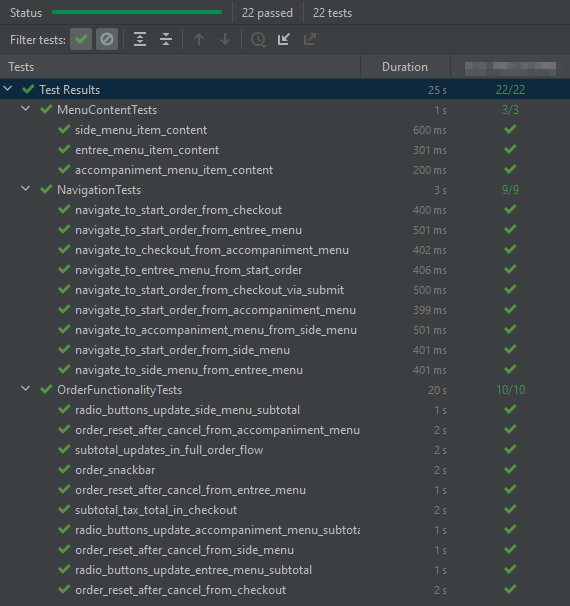 Status 22 passed 22 tests
Filter tests:
Tests Duration
Test Results 25 s 22/22
MenuContentTests 1 s 3/3
side_menu_item_content 600 ms
entree_menu_item_content 301 ms
accompaniment_menu_item_content 200 ms
NavigationTests 3 s 9/9
navigate_to_start_order_from_checkout 400 ms
navigate_to_start_order_from_entree_menu 501 ms
navigate_to_checkout_from_accompaniment_menu 402 ms
navigate_to_entree_menu_from_start_order 406 ms
navigate_to_start_order_from_checkout_via_submit 500 ms
navigate_to_start_order_from_accompaniment_menu 399 ms
navigate_to_accompaniment_menu_from_side_menu 501 ms
navigate_to_start_order_from_side_menu 401 ms
navigate_to_side_menu_from_entree_menu 401 ms
OrderFunctionalityTests 20 s 10/10
radio_buttons_update_side_menu_subtotal 1 s
order_reset_after_cancel_from_accompaniment_menu 2 s
subtotal_updates_in_full_order_flow 2 s
order_snackbar 2 s
order_reset_after_cancel_from_entree_menu 1 s
subtotal_tax_total_in_checkout 2 s
radio_buttons_update_accompaniment_menu_subtota 1 s
order_reset_after_cancel_from_side_menu 1 s
radio_buttons_update_entree_menu_subtotal 1 s
order_reset_after_cancel_from_checkout 2 s